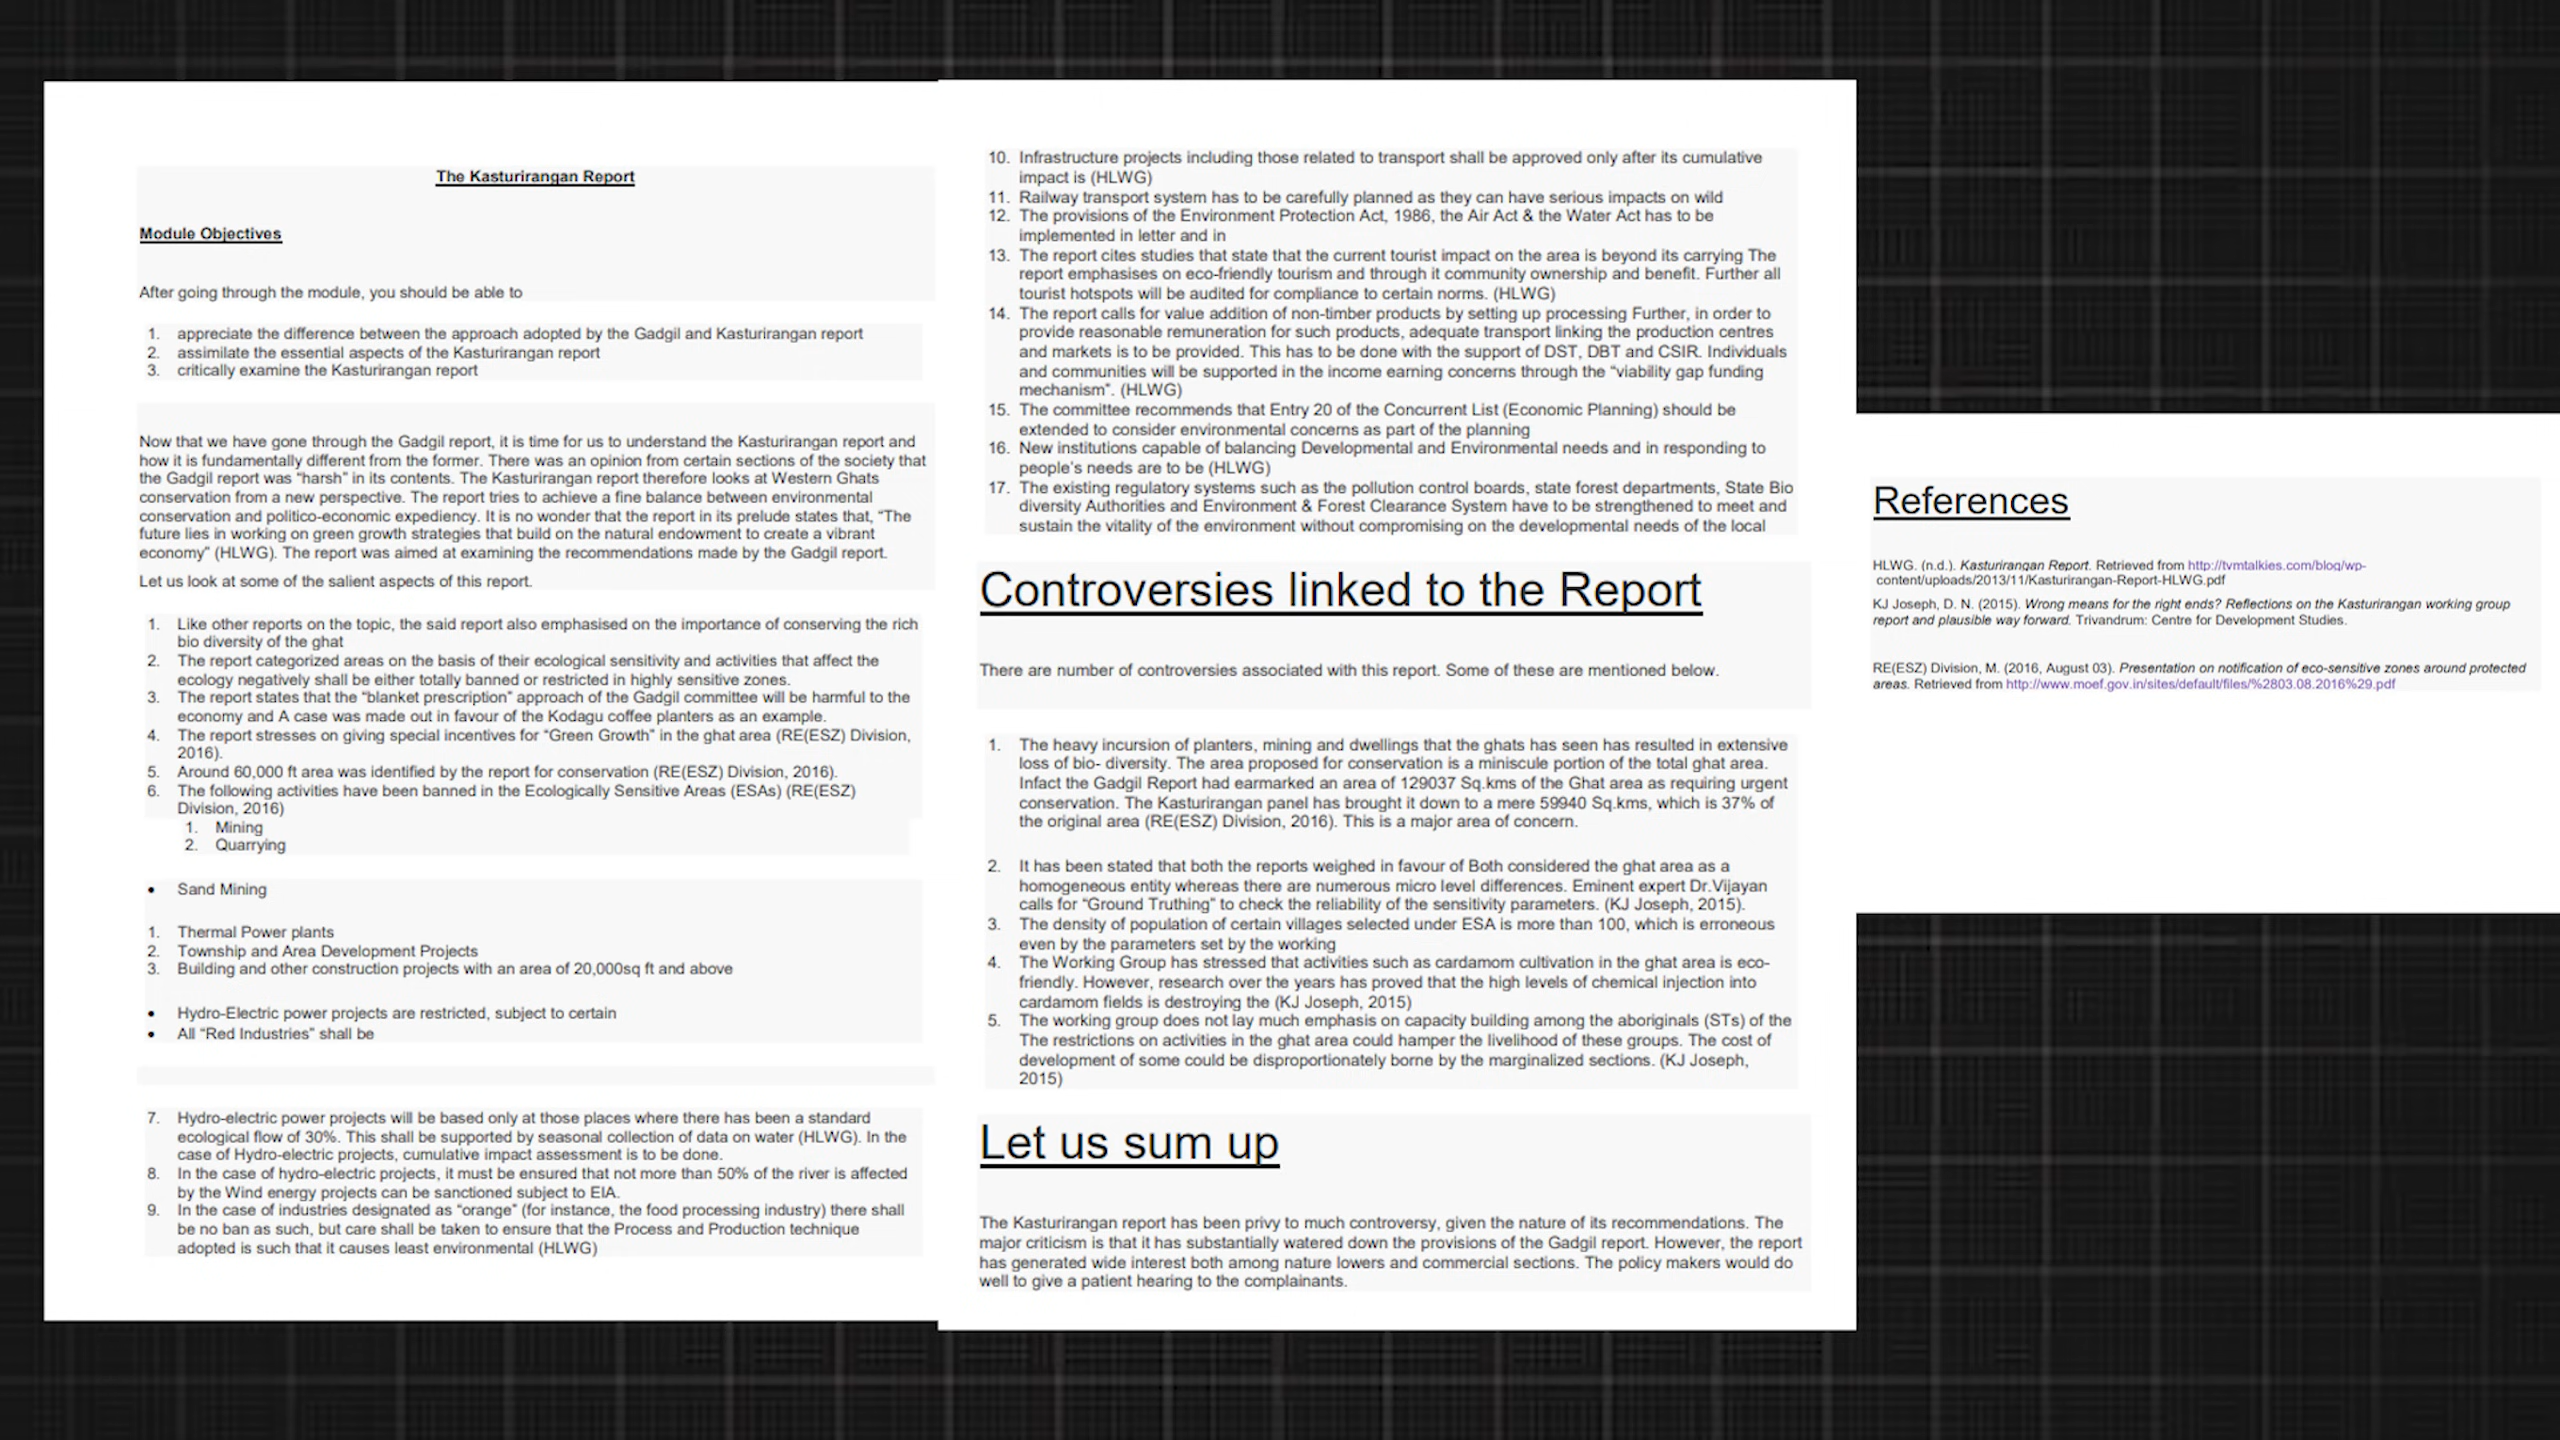 The Kasturirangan Report
Module Objectives
After going through the module, you should be able to
1. appreciate the difference between the approach adopted by the Gadgil and Kasturirangan report
2. assimilate the essential aspects of the Kasturirangan report
3. critically examine the Kasturirangan report
Now that we have gone through the Gadgil report, it is time for us to understand the Kasturirangan report and
how it is fundamentally different from the former. There was an opinion from certain sections of the society that
the Gadgil report was “harsh” in its contents. The Kasturirangan report therefore looks at Western Ghats
conservation from a new perspective. The report tries to achieve a fine balance between environmental
conservation and politico-economic expediency. It is no wonder that the report in its prelude states that, “The
future lies in working on green growth strategies that build on the natural endowment to create a vibrant
economy” (HLWG). The report was aimed at examining the recommendations made by the Gadgil report.
Let us look at some of the salient aspects of this report.
1. Like other reports on the topic, the said report also emphasised on the importance of conserving the rich
bio diversity of the ghat
2. The report categorized areas on the basis of their ecological sensitivity and activities that affect the
ecology negatively shall be either totally banned or restricted in highly sensitive zones.
3. The report states that the “blanket prescription” approach of the Gadgil committee will be harmful to the
economy and A case was made out in favour of the Kodagu coffee planters as an example.
4. The report stresses on giving special incentives for “Green Growth” in the ghat area (RE(ESZ) Division,
2016).
5. Around 60,000 ft area was identified by the report for conservation (RE(ESZ) Division, 2016).
6. The following activities have been banned in the Ecologically Sensitive Areas (ESAs) (RE(ESZ)
Division, 2016)
1. Mining
2. Quarrying
• Sand Mining
1. Thermal Power plants
2. Township and Area Development Projects
3. Building and other construction projects with an area of 20,000sq ft and above
• Hydro-Electric power projects are restricted, subject to certain
• All “Red Industries” shall be
7. Hydro-electric power projects will be based only at those places where there has been a standard
ecological flow of 30%. This shall be supported by seasonal collection of data on water (HLWG). In the
case of Hydro-electric projects, cumulative impact assessment is to be done.
8. In the case of hydro-electric projects, it must be ensured that not more than 50% of the river is affected
by the Wind energy projects can be sanctioned subject to EIA.
9. In the case of industries designated as “orange” (for instance, the food processing industry) there shall
be no ban as such, but care shall be taken to ensure that the Process and Production technique
adopted is such that it causes least environmental (HLWG)
10. Infrastructure projects including those related to transport shall be approved only after its cumulative
impact is (HLWG)
11. Railway transport system has to be carefully planned as they can have serious impacts on wild
12. The provisions of the Environment Protection Act, 1986, the Air Act & the Water Act has to be
implemented in letter and in
13. The report cites studies that state that the current tourist impact on the area is beyond its carrying The
report emphasises on eco-friendly tourism and through it community ownership and benefit. Further all
tourist hotspots will be audited for compliance to certain norms. (HLWG)
14. The report calls for value addition of non-timber products by setting up processing Further, in order to
provide reasonable remuneration for such products, adequate transport linking the production centres
and markets is to be provided. This has to be done with the support of DST, DBT and CSIR. Individuals
and communities will be supported in the income earning concerns through the “viability gap funding
mechanism”. (HLWG)
15. The committee recommends that Entry 20 of the Concurrent List (Economic Planning) should be
extended to consider environmental concerns as part of the planning
16. New institutions capable of balancing Developmental and Environmental needs and in responding to
people’s needs are to be (HLWG)
17. The existing regulatory systems such as the pollution control boards, state forest departments, State Bio
diversity Authorities and Environment & Forest Clearance System have to be strengthened to meet and
sustain the vitality of the environment without compromising on the developmental needs of the local
Controversies linked to the Report
There are number of controversies associated with this report. Some of these are mentioned below.
1. The heavy incursion of planters, mining and dwellings that the ghats has seen has resulted in extensive
loss of bio- diversity. The area proposed for conservation is a miniscule portion of the total ghat area.
Infact the Gadgil Report had earmarked an area of 129037 Sq.kms of the Ghat area as requiring urgent
conservation. The Kasturirangan panel has brought it down to a mere 59940 Sq.kms, which is 37% of
the original area (RE(ESZ) Division, 2016). This is a major area of concern.
2. It has been stated that both the reports weighed in favour of Both considered the ghat area as a
homogeneous entity whereas there are numerous micro level differences. Eminent expert Dr.Vijayan
calls for “Ground Truthing” to check the reliability of the sensitivity parameters. (KJ Joseph, 2015).
3. The density of population of certain villages selected under ESA is more than 100, which is erroneous
even by the parameters set by the working
4. The Working Group has stressed that activities such as cardamom cultivation in the ghat area is eco-
friendly. However, research over the years has proved that the high levels of chemical injection into
cardamom fields is destroying the (KJ Joseph, 2015)
5. The working group does not lay much emphasis on capacity building among the aboriginals (STs) of the
The restrictions on activities in the ghat area could hamper the livelihood of these groups. The cost of
development of some could be disproportionately borne by the marginalized sections. (KJ Joseph,
2015)
Let us sum up
The Kasturirangan report has been privy to much controversy, given the nature of its recommendations. The
major criticism is that it has substantially watered down the provisions of the Gadgil report. However, the report
has generated wide interest both among nature lowers and commercial sections. The policy makers would do
well to give a patient hearing to the complainants.
References
HLWG. (n.d.). Kasturirangan Report. Retrieved from http://tvmtalkies.com/blog/wp-
content/uploads/2013/11/Kasturirangan-Report-HLWG.pdf
KJ Joseph, D. N. (2015). Wrong means for the right ends? Reflections on the Kasturirangan working group
report and plausible way forward. Trivandrum: Centre for Development Studies.
RE(ESZ) Division, M. (2016, August 03). Presentation on notification of eco-sensitive zones around protected
areas. Retrieved from http://www.moef.gov.in/sites/default/files/%2803.08.2016%29.pdf